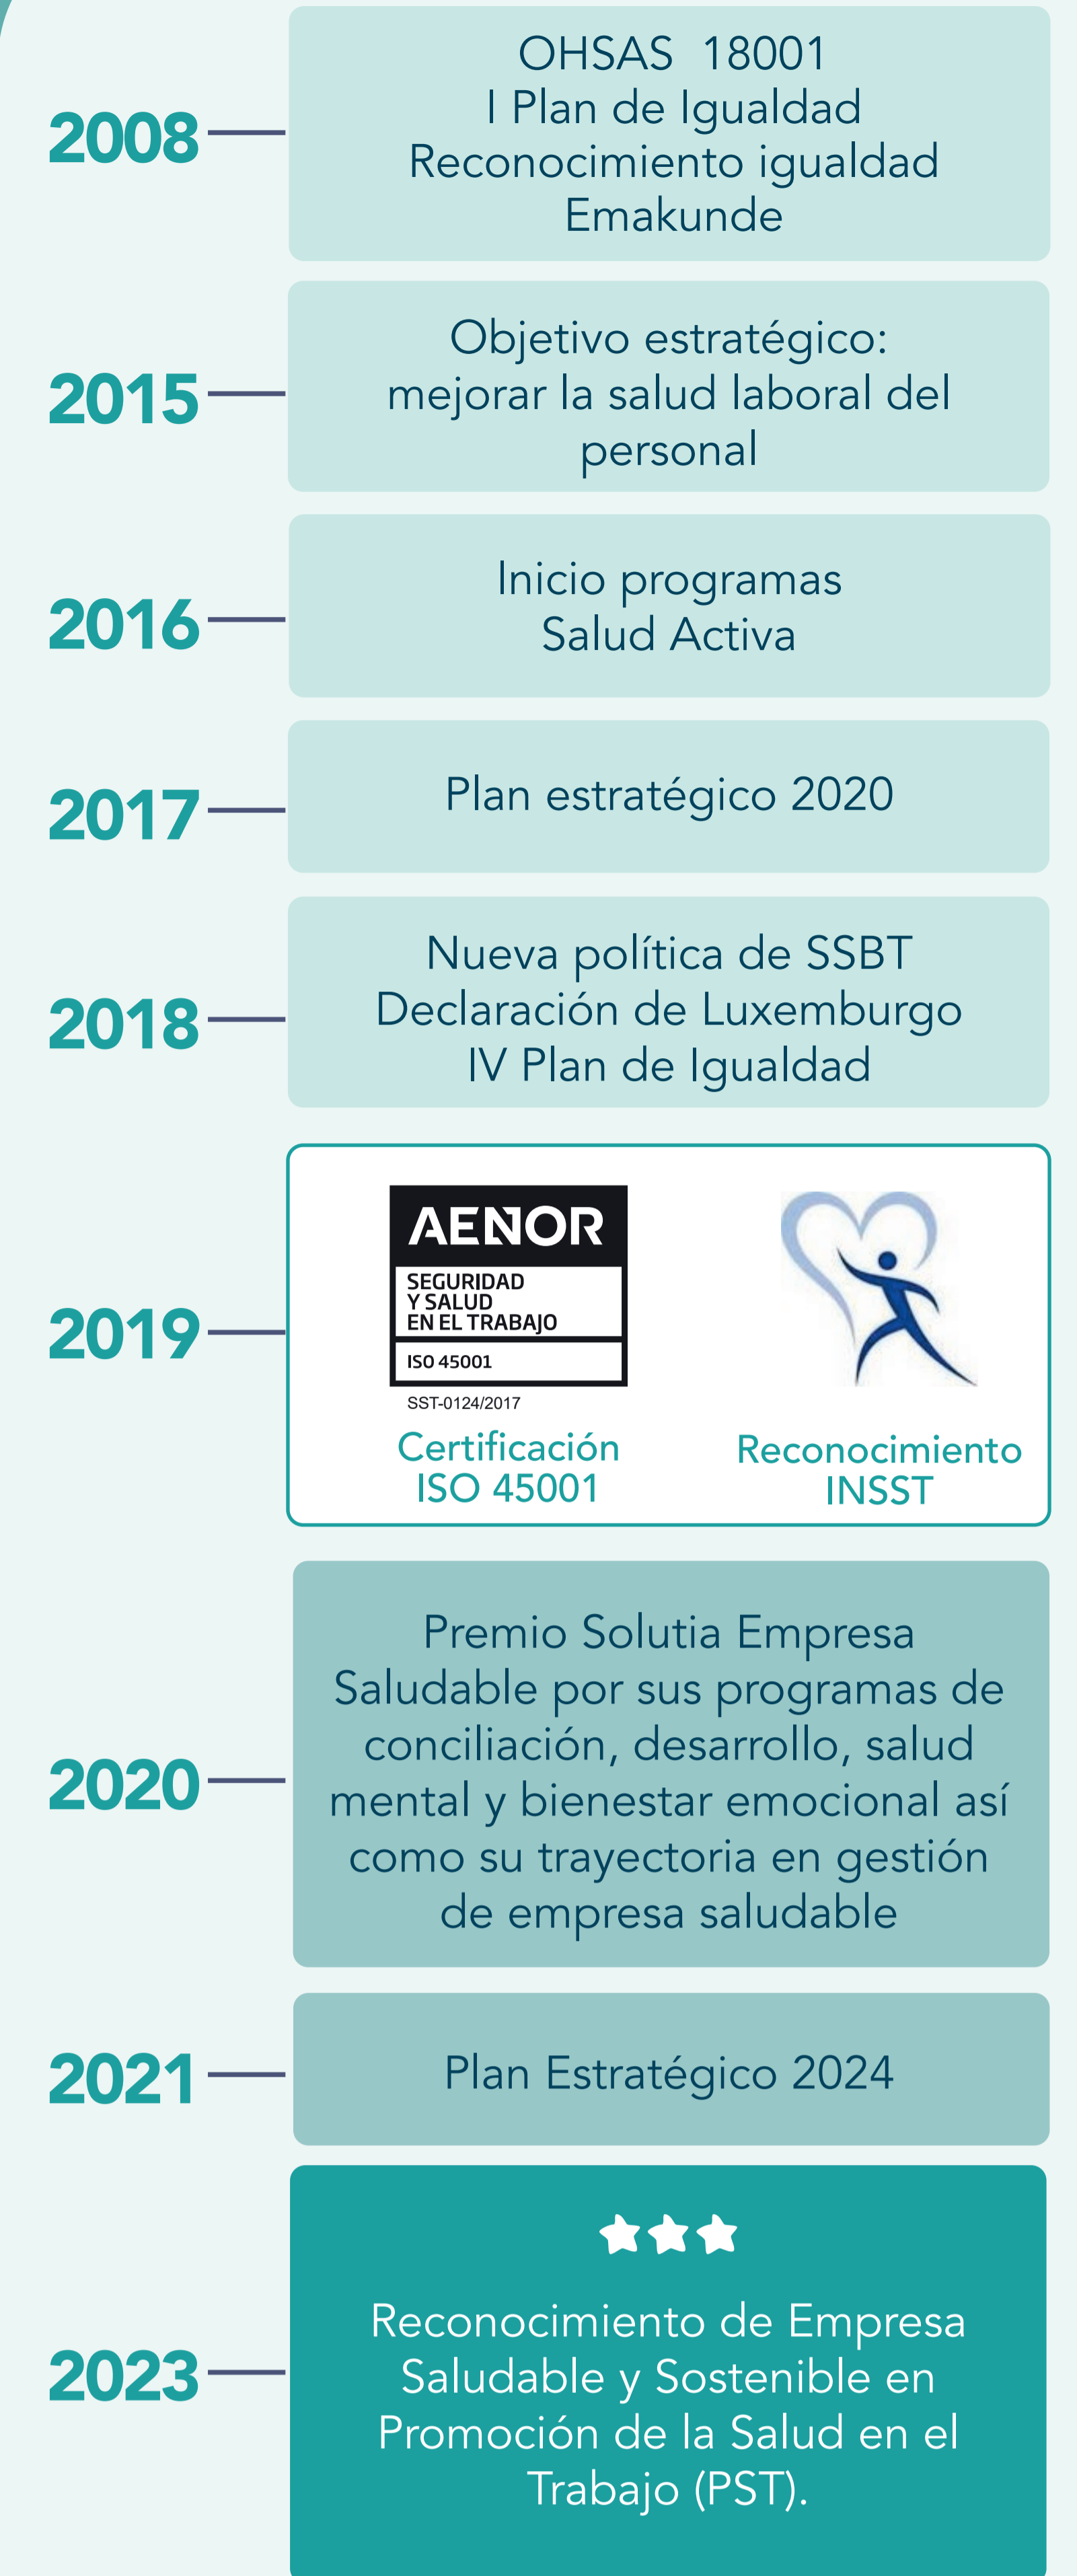 2008
OHSAS 18001
I Plan de Igualdad
Reconocimiento igualdad
Emakunde
2015
Objetivo estratégico:
mejorar la salud laboral del
personal
2016
Inicio programas
Salud Activa
2017
Plan estratégico 2020
2018
Nueva política de SSBT
Declaración de Luxemburgo
IV Plan de Igualdad
2019
AENOR
SEGURIDAD
Y SALUD
EN EL TRABAJO
ISO 45001
SST-0124/2017
Certificación
ISO 45001
Reconocimiento
INSST
2020
Premio Solutia Empresa
Saludable por sus programas de
conciliación, desarrollo, salud
mental y bienestar emocional así
como su trayectoria en gestión
de empresa saludable
2021
Plan Estratégico 2024
2023
Reconocimiento de Empresa
Saludable y Sostenible en
Promoción de la Salud en el
Trabajo (PST).